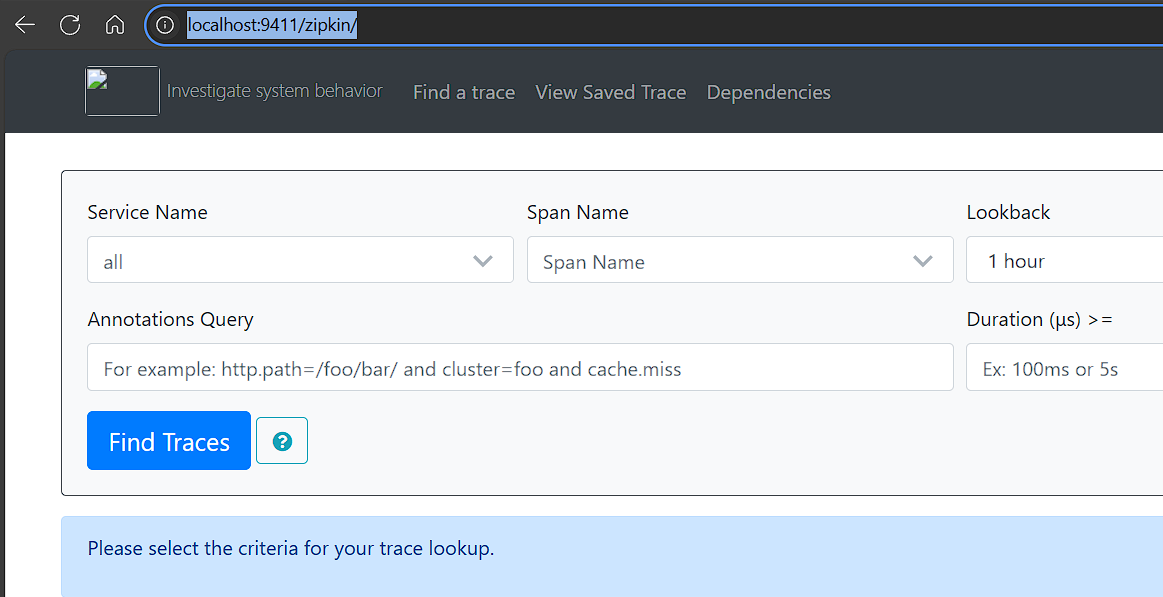 localhost:9411/zipkin/
Investigate system behavior Find a trace View Saved Trace Dependencies
Service Name Span Name Lookback
all Span Name 1 hour
Annotations Query Duration (µs) >=
For example: http.path=/foo/bar/ and cluster=foo and cache.miss Ex: 100ms or 5s
Find Traces ?
Please select the criteria for your trace lookup.